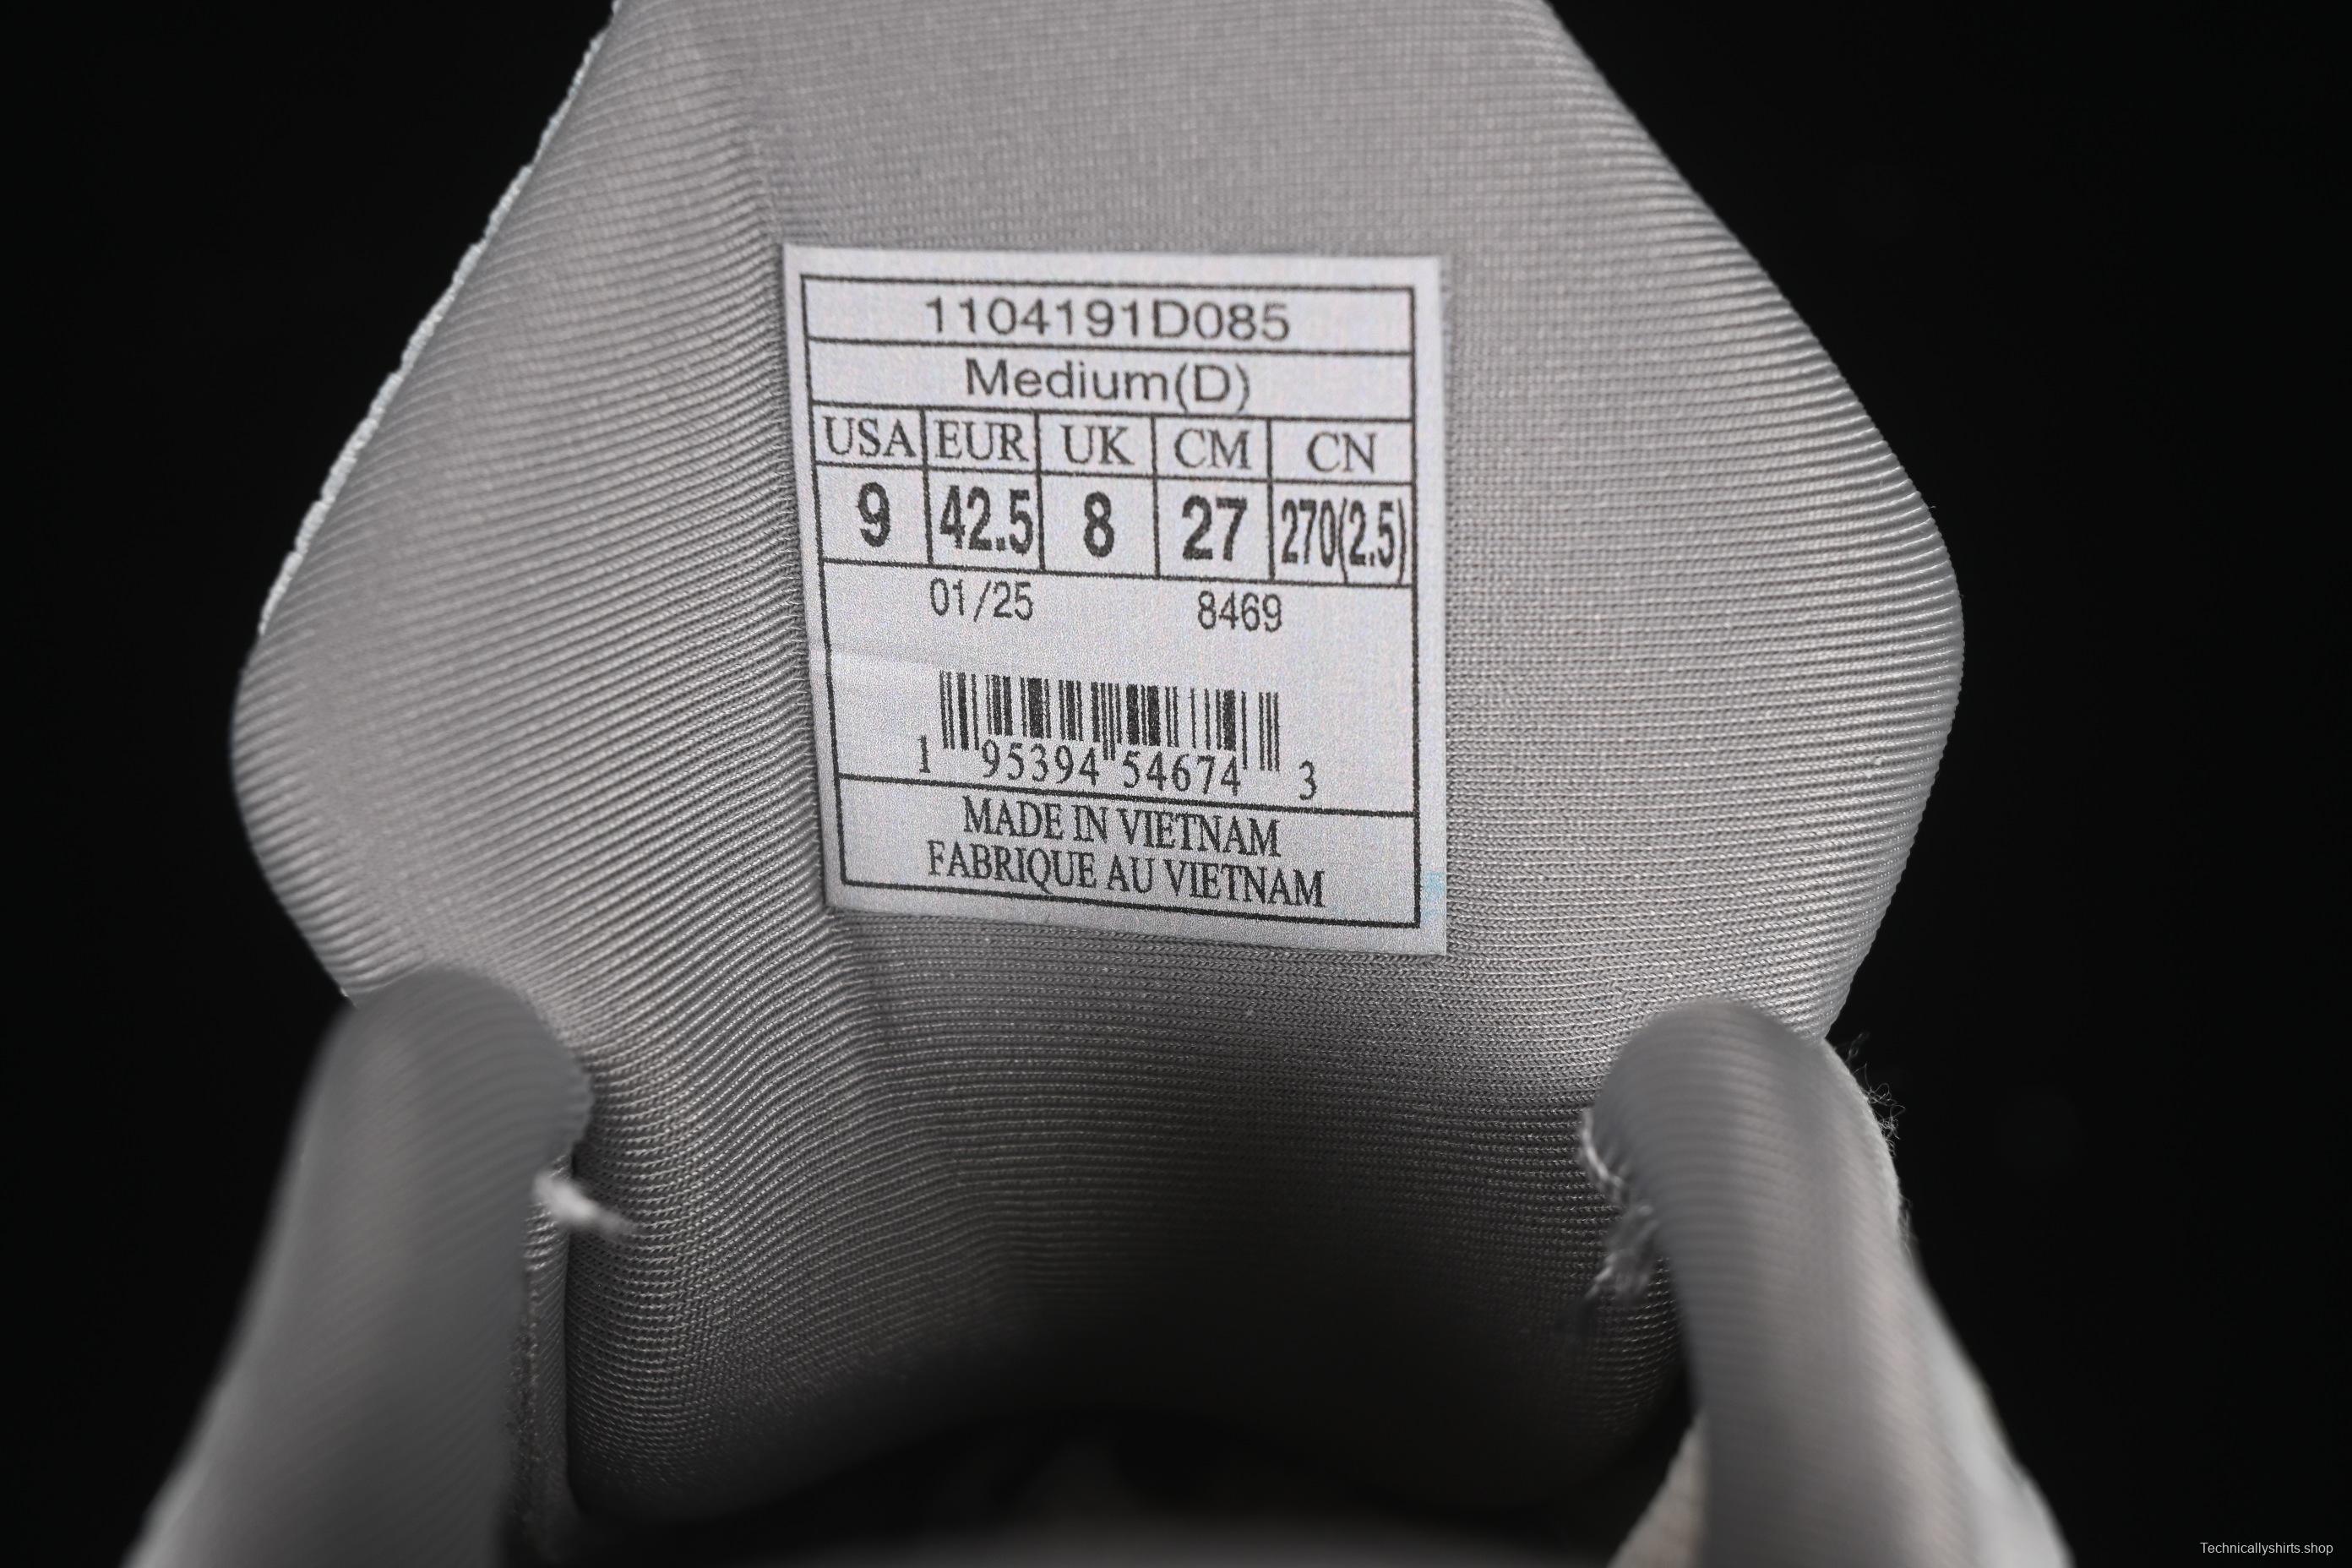 1104191D085
Medium(D)
USA EUR UK CM CN
9 42.5 8 27 270(2.5)
01/25 8469
1 95394 54674 3
MADE IN VIETNAM
FABRIQUE AU VIETNAM
Technicallyshirts.shop